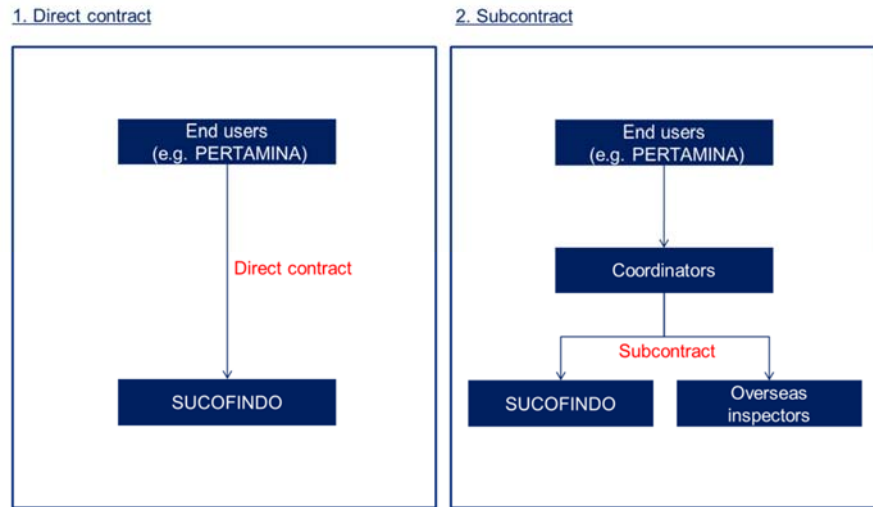 1. Direct contract
End users
(e.g. PERTAMINA)
Direct contract
SUCOFINDO
2. Subcontract
End users
(e.g. PERTAMINA)
Coordinators
Subcontract
SUCOFINDO
Overseas
inspectors